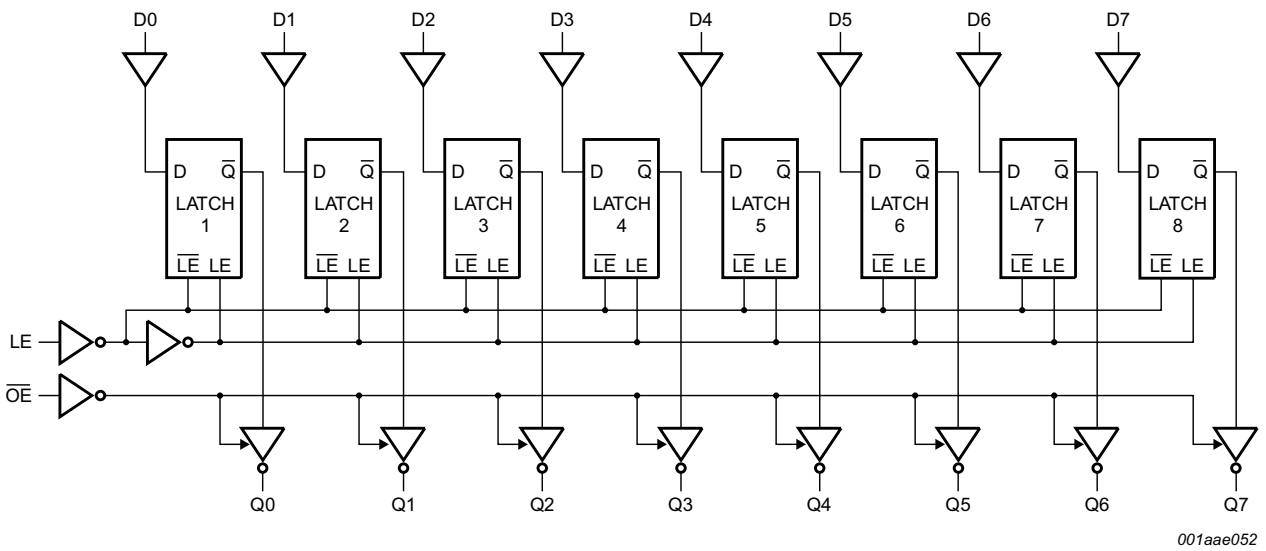 D0 D1 D2 D3 D4 D5 D6 D7
D Q̅ D Q̅ D Q̅ D Q̅ D Q̅ D Q̅ D Q̅ D Q̅
LATCH LATCH LATCH LATCH LATCH LATCH LATCH LATCH
1 2 3 4 5 6 7 8
L̅E̅ LE L̅E̅ LE L̅E̅ LE L̅E̅ LE L̅E̅ LE L̅E̅ LE L̅E̅ LE L̅E̅ LE
LE
O̅E̅
Q0 Q1 Q2 Q3 Q4 Q5 Q6 Q7
001aae052